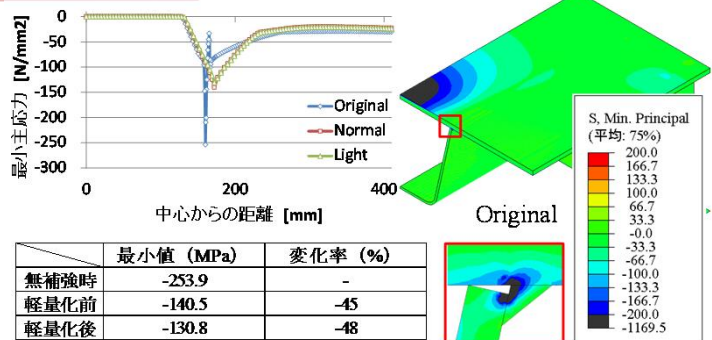 最小主応力 [N/mm2]
0
-50
-100
-150
-200
-250
-300
0
200
400
中心からの距離 [mm]
Original
Normal
Light
S, Min. Principal
(平均: 75%)
200.0
166.7
133.3
100.0
66.7
33.3
-0.0
-33.3
-66.7
-100.0
-133.3
-166.7
-200.0
-1169.5
Original
最小値（MPa） 変化率（%）
無補強時 -253.9 -
軽量化前 -140.5 -45
軽量化後 -130.8 -48